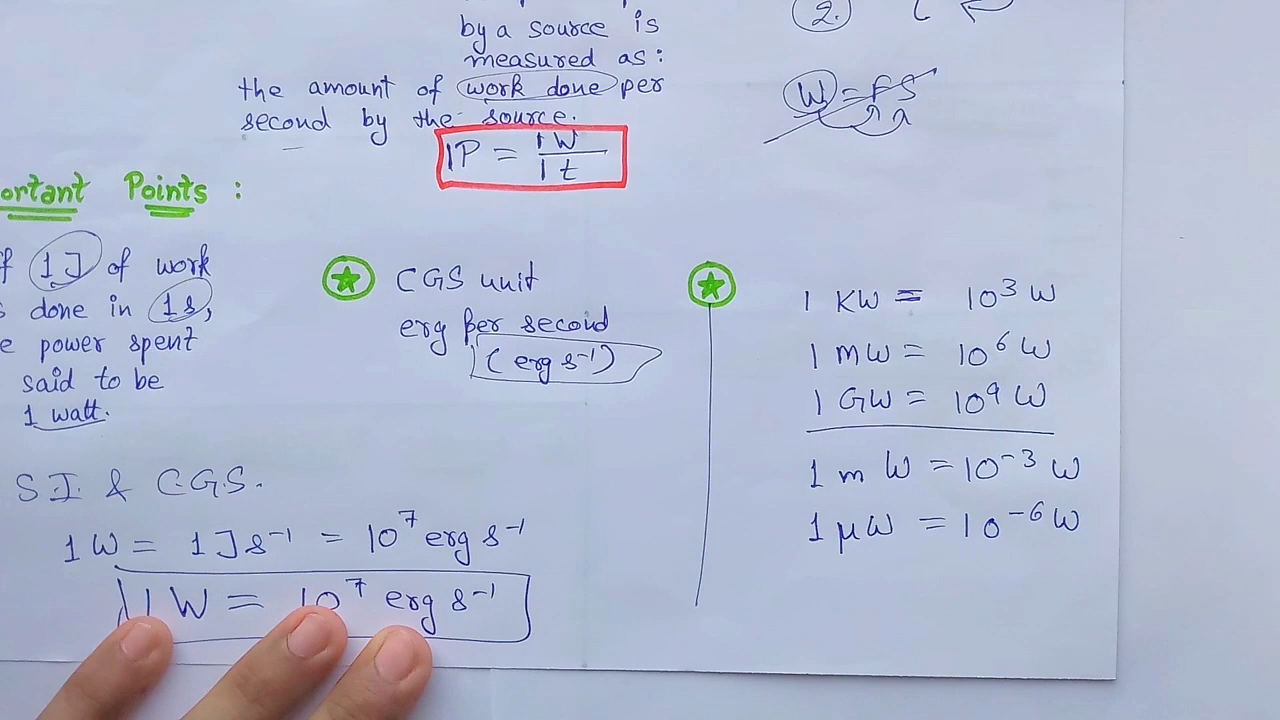 by a source is
measured as:
the amount of work done per
second by the source.
1P = 1W / 1t
2.
W = FS
ortant Points :
f 1J of work
s done in 1s,
e power spent
said to be
1 watt.
CGS unit
erg per second
(erg s⁻¹)
1 KW = 10³ W
1 mW = 10⁶ W
1 GW = 10⁹ W
1 m W = 10⁻³ W
1 μW = 10⁻⁶ W
S.I. & C.G.S.
1 W = 1 J s⁻¹ = 10⁷ erg s⁻¹
1 W = 10⁷ erg s⁻¹